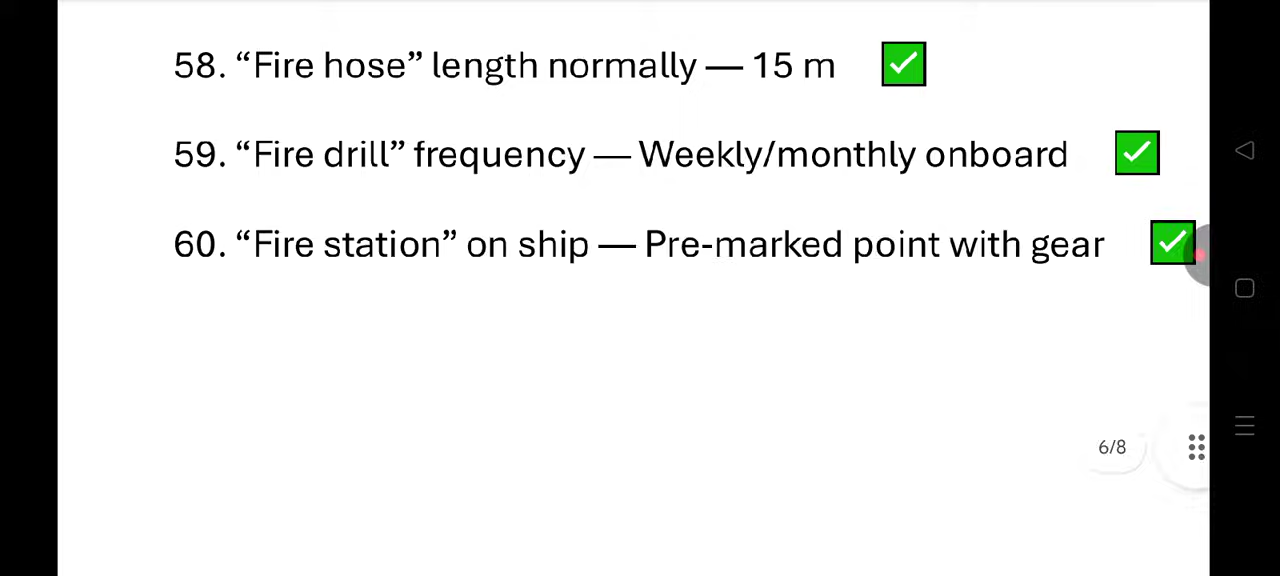 58. “Fire hose” length normally — 15 m ✅
59. “Fire drill” frequency — Weekly/monthly onboard ✅
60. “Fire station” on ship — Pre-marked point with gear ✅
6/8